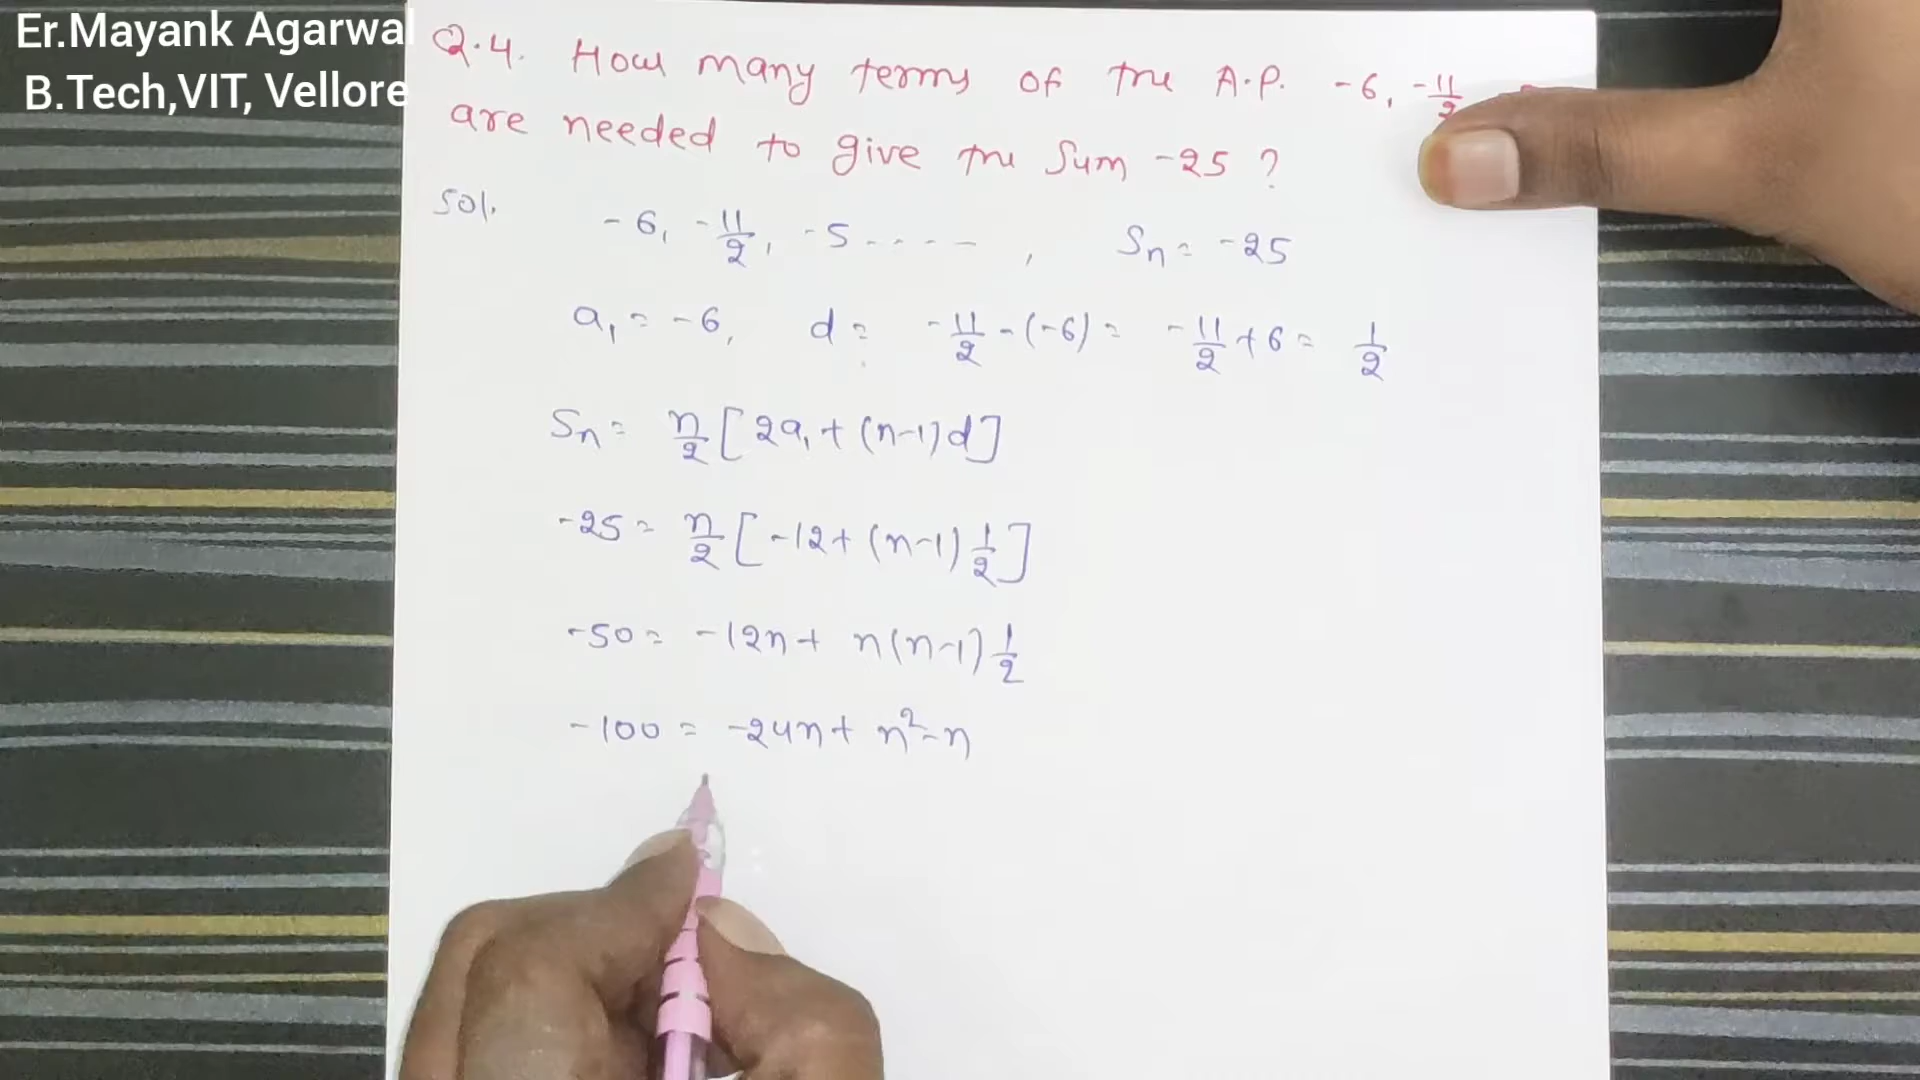 Er.Mayank Agarwal
B.Tech,VIT, Vellore
Q.4. How many terms of the A.P. -6, -11/2
are needed to give the Sum -25 ?
Sol.
-6, -11/2, -5 ---- , Sn = -25
a₁ = -6, d = -11/2 - (-6) = -11/2 + 6 = 1/2
Sn = n/2 [2a₁ + (n-1)d]
-25 = n/2 [-12 + (n-1) 1/2]
-50 = -12n + n(n-1) 1/2
-100 = -24n + n² - n